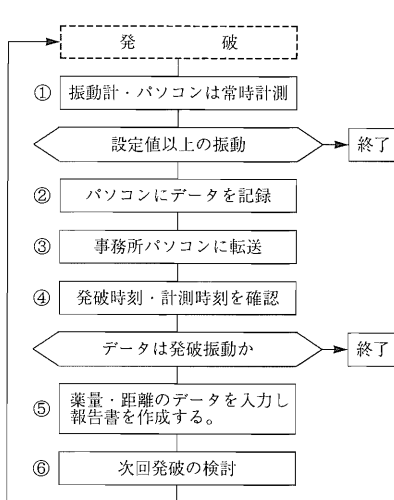 発 破
① 振動計・パソコンは常時計測
設定値以上の振動 終了
② パソコンにデータを記録
③ 事務所パソコンに転送
④ 発破時刻・計測時刻を確認
データは発破振動か 終了
⑤ 薬量・距離のデータを入力し
報告書を作成する。
⑥ 次回発破の検討